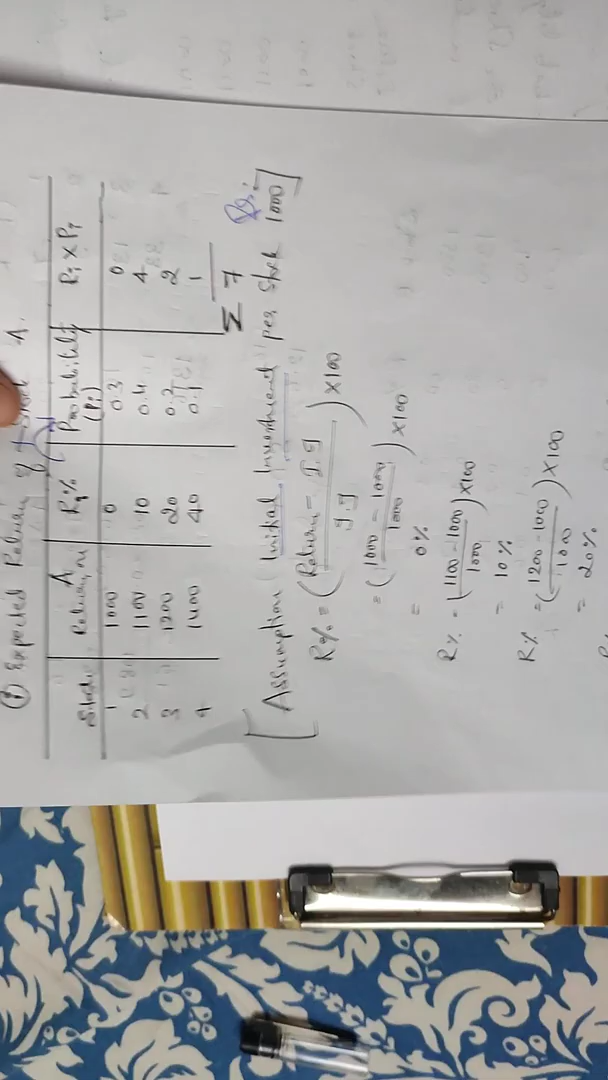 ① Expected Return of Stock A.
State A Return Ri% Probability (Pi) Ri x Pi
1 1000 0 0.3 0
2 1100 10 0.4 4
3 1200 20 0.2 2
4 1400 40 0.1 1
Σ 7
[Assumption Initial Investment per stock Rs. 1000]
R% = (Return - I.I / I.I) x 100
= (1000 - 1000 / 1000) x 100
= 0%
R% = (1100 - 1000 / 1000) x 100
= 10%
R% = (1200 - 1000 / 1000) x 100
= 20%